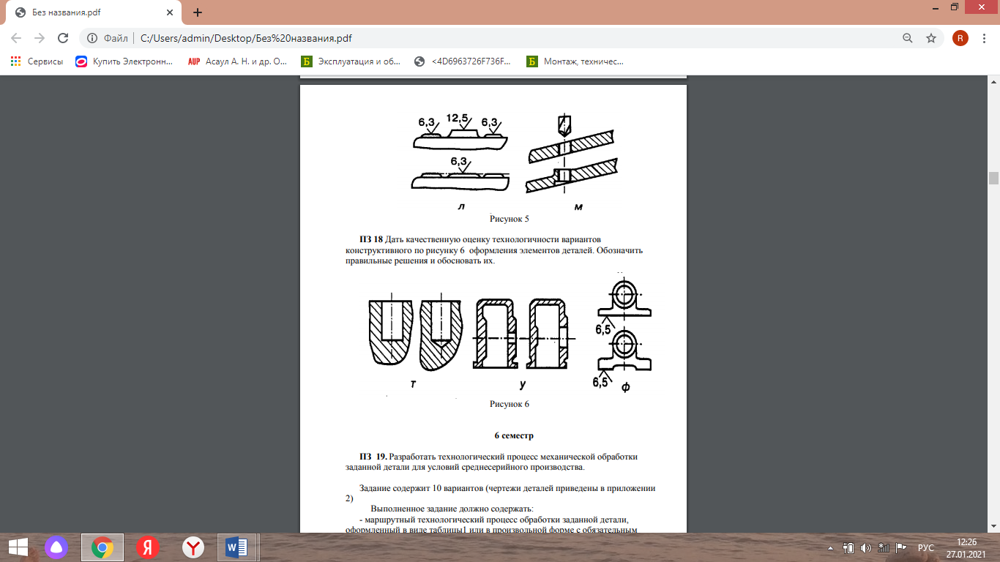 Без названия.pdf
Файл | C:/Users/admin/Desktop/Без%20названия.pdf
R
Сервисы
Купить Электронн...
AUP Асаул А. Н. и др. О...
Б Эксплуатация и об...
<4D6963726F736F...
Б Монтаж, техничес...
6,3 12,5 6,3
6,3
л м
Рисунок 5
ПЗ 18 Дать качественную оценку технологичности вариантов
конструктивного по рисунку 6 оформления элементов деталей. Обозначить
правильные решения и обосновать их.
6,5
6,5
т у ф
Рисунок 6
6 семестр
ПЗ 19. Разработать технологический процесс механической обработки
заданной детали для условий среднесерийного производства.
Задание содержит 10 вариантов (чертежи деталей приведены в приложении
2)
Выполненное задание должно содержать:
- маршрутный технологический процесс обработки заданной детали,
оформленный в виде таблицы1 или в произвольной форме с обязательным
Я
Y
W
РУС
12:26
27.01.2021